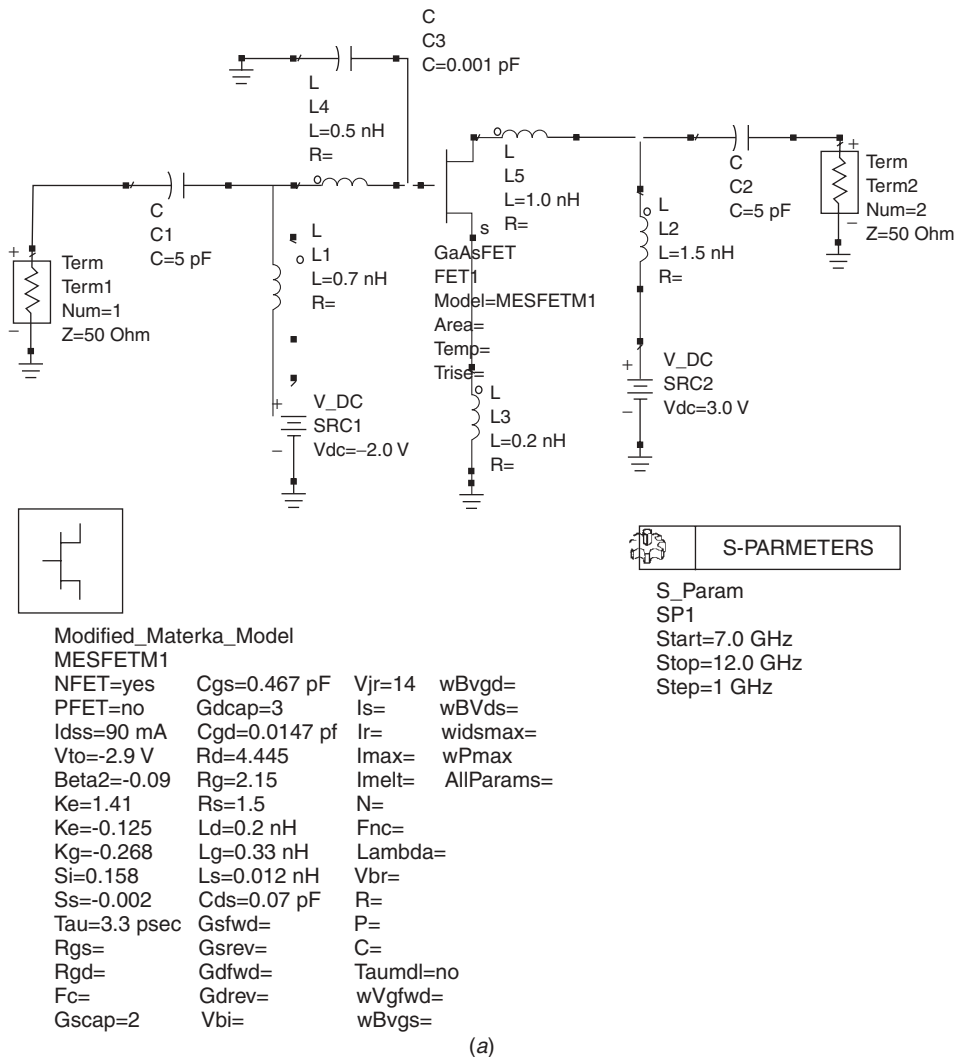 C
C3
C=0.001 pF
L
L4
L=0.5 nH
R=
C
C1
C=5 pF
Term
Term1
Num=1
Z=50 Ohm
L
L1
L=0.7 nH
R=
V_DC
SRC1
Vdc=−2.0 V
L
L5
L=1.0 nH
R=
s
GaAsFET
FET1
Model=MESFETM1
Area=
Temp=
Trise=
L
L3
L=0.2 nH
R=
L
L2
L=1.5 nH
R=
V_DC
SRC2
Vdc=3.0 V
C
C2
C=5 pF
Term
Term2
Num=2
Z=50 Ohm
S-PARMETERS
S_Param
SP1
Start=7.0 GHz
Stop=12.0 GHz
Step=1 GHz
Modified_Materka_Model
MESFETM1
NFET=yes Cgs=0.467 pF Vjr=14 wBvgd=
PFET=no Gdcap=3 Is= wBVds=
Idss=90 mA Cgd=0.0147 pf Ir= widsmax=
Vto=-2.9 V Rd=4.445 Imax= wPmax
Beta2=-0.09 Rg=2.15 Imelt= AllParams=
Ke=1.41 Rs=1.5 N=
Ke=-0.125 Ld=0.2 nH Fnc=
Kg=-0.268 Lg=0.33 nH Lambda=
Si=0.158 Ls=0.012 nH Vbr=
Ss=-0.002 Cds=0.07 pF R=
Tau=3.3 psec Gsfwd= P=
Rgs= Gsrev= C=
Rgd= Gdfwd= Taumdl=no
Fc= Gdrev= wVgfwd=
Gscap=2 Vbi= wBvgs=
(a)